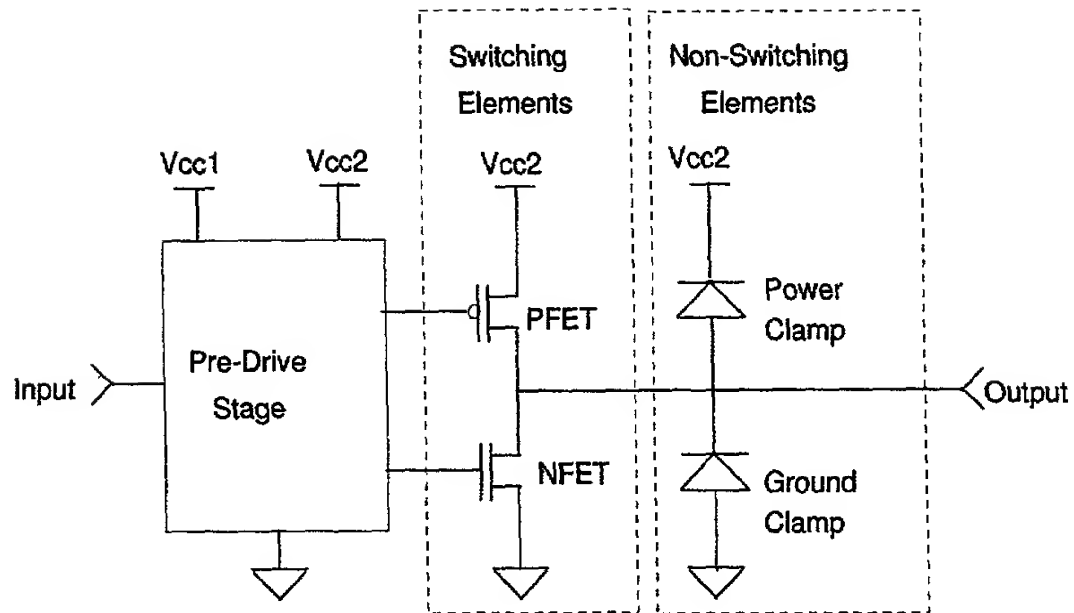 Switching
Elements
Non-Switching
Elements
Vcc1
Vcc2
Vcc2
Vcc2
PFET
Power
Clamp
Pre-Drive
Stage
Input
Output
NFET
Ground
Clamp